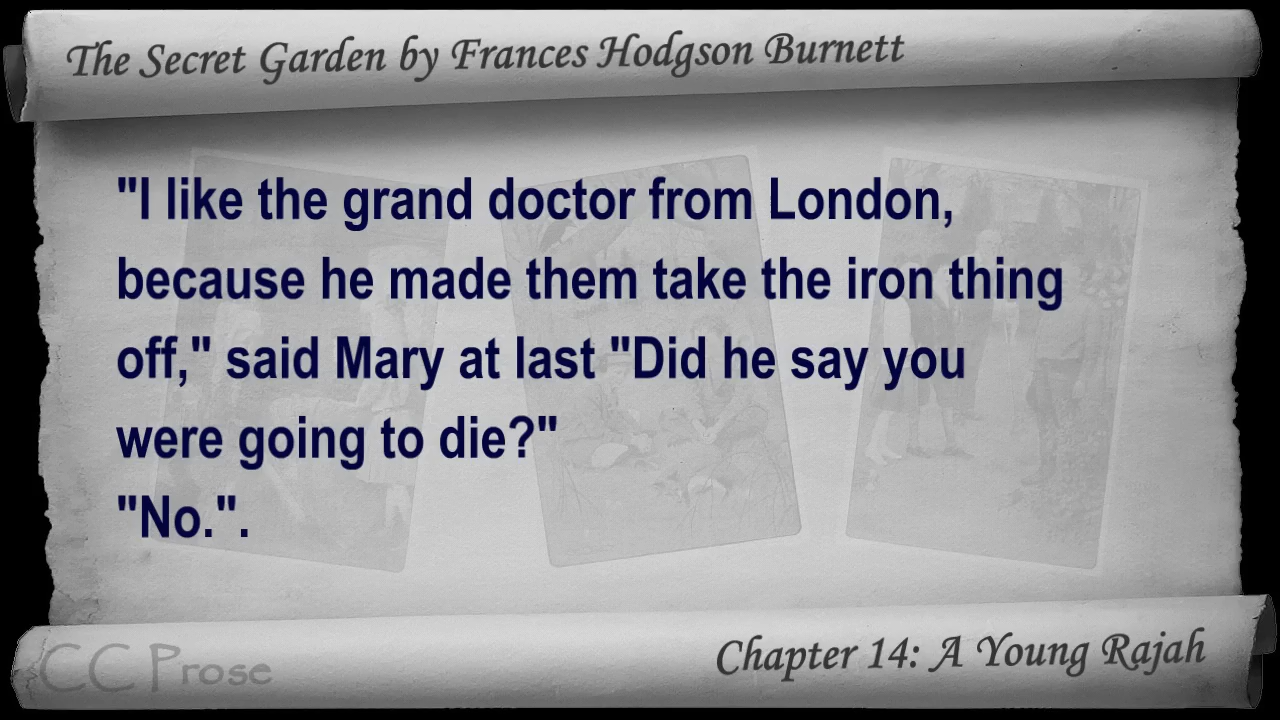 The Secret Garden by Frances Hodgson Burnett
"I like the grand doctor from London,
because he made them take the iron thing
off," said Mary at last "Did he say you
were going to die?"
"No.".
CC Prose
Chapter 14: A Young Rajah